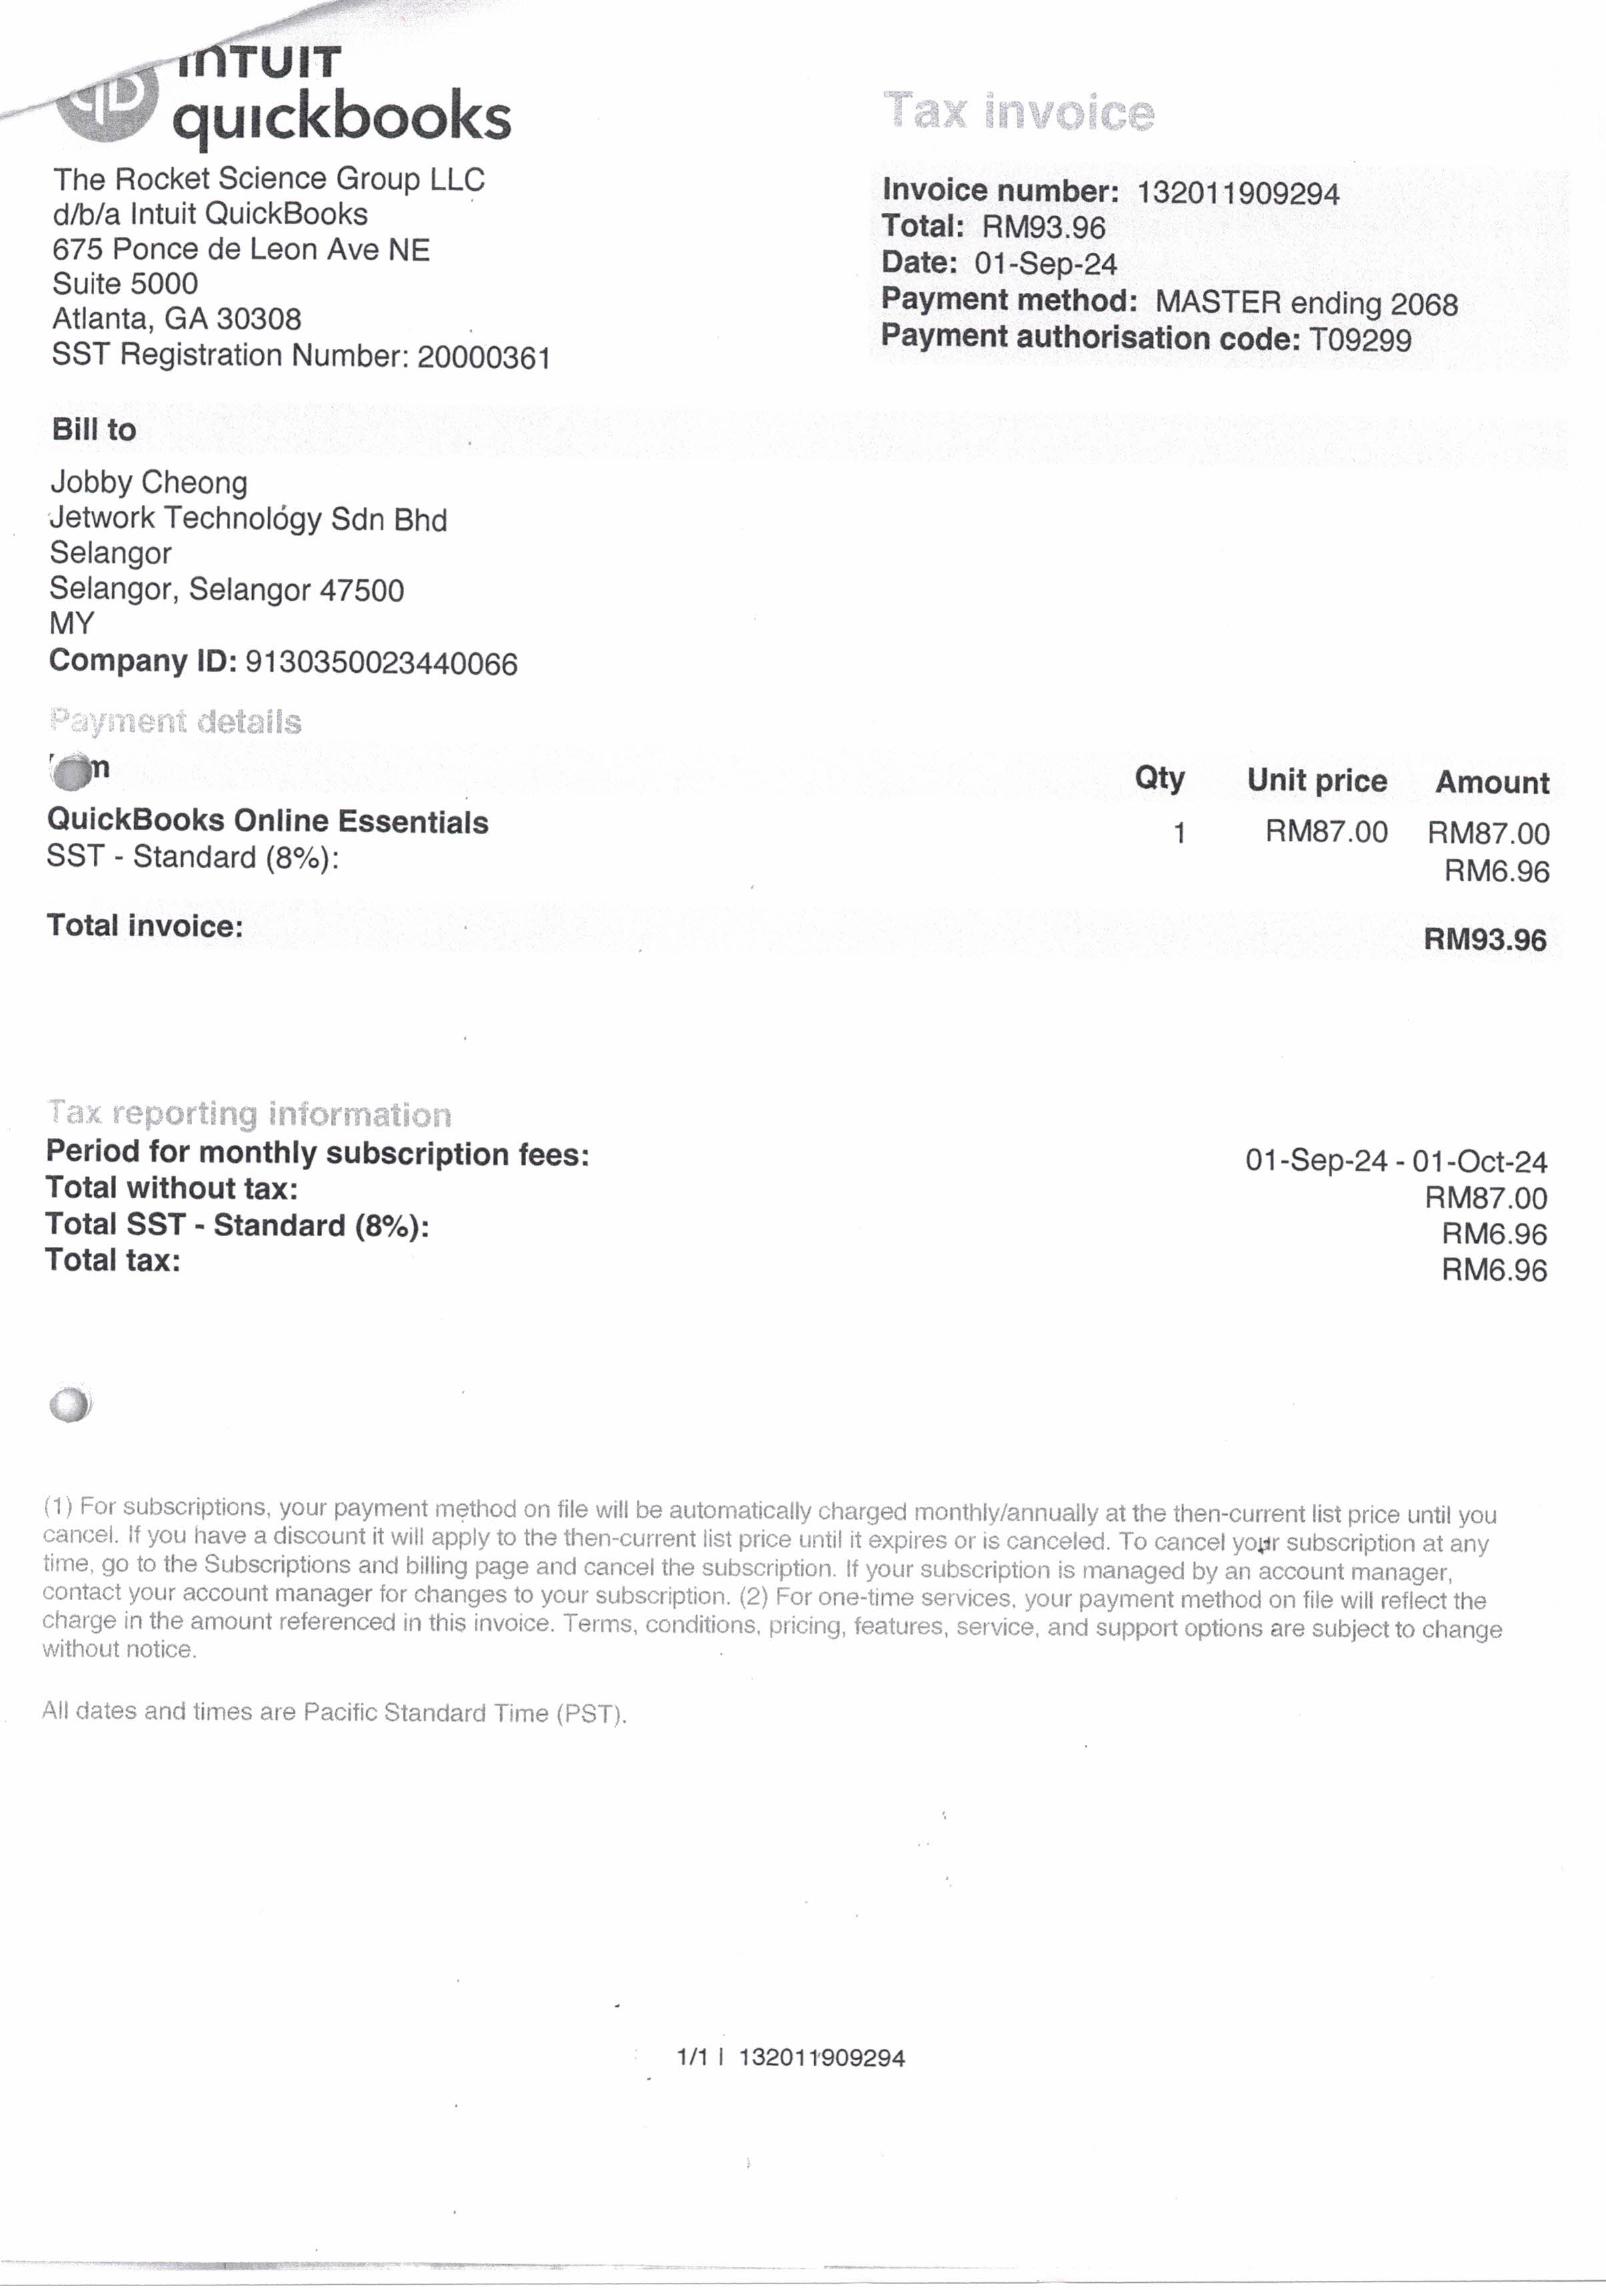 INTUIT
quickbooks
Tax invoice
The Rocket Science Group LLC
d/b/a Intuit QuickBooks
675 Ponce de Leon Ave NE
Suite 5000
Atlanta, GA 30308
SST Registration Number: 20000361
Invoice number: 132011909294
Total: RM93.96
Date: 01-Sep-24
Payment method: MASTER ending 2068
Payment authorisation code: T09299
Bill to
Jobby Cheong
Jetwork Technology Sdn Bhd
Selangor
Selangor, Selangor 47500
MY
Company ID: 9130350023440066
Payment details
Qty Unit price Amount
QuickBooks Online Essentials 1 RM87.00 RM87.00
SST - Standard (8%): RM6.96
Total invoice: RM93.96
Tax reporting information
Period for monthly subscription fees: 01-Sep-24 - 01-Oct-24
Total without tax: RM87.00
Total SST - Standard (8%): RM6.96
Total tax: RM6.96
(1) For subscriptions, your payment method on file will be automatically charged monthly/annually at the then-current list price until you
cancel. If you have a discount it will apply to the then-current list price until it expires or is canceled. To cancel your subscription at any
time, go to the Subscriptions and billing page and cancel the subscription. If your subscription is managed by an account manager,
contact your account manager for changes to your subscription. (2) For one-time services, your payment method on file will reflect the
charge in the amount referenced in this invoice. Terms, conditions, pricing, features, service, and support options are subject to change
without notice.
All dates and times are Pacific Standard Time (PST).
1/1 | 132011909294